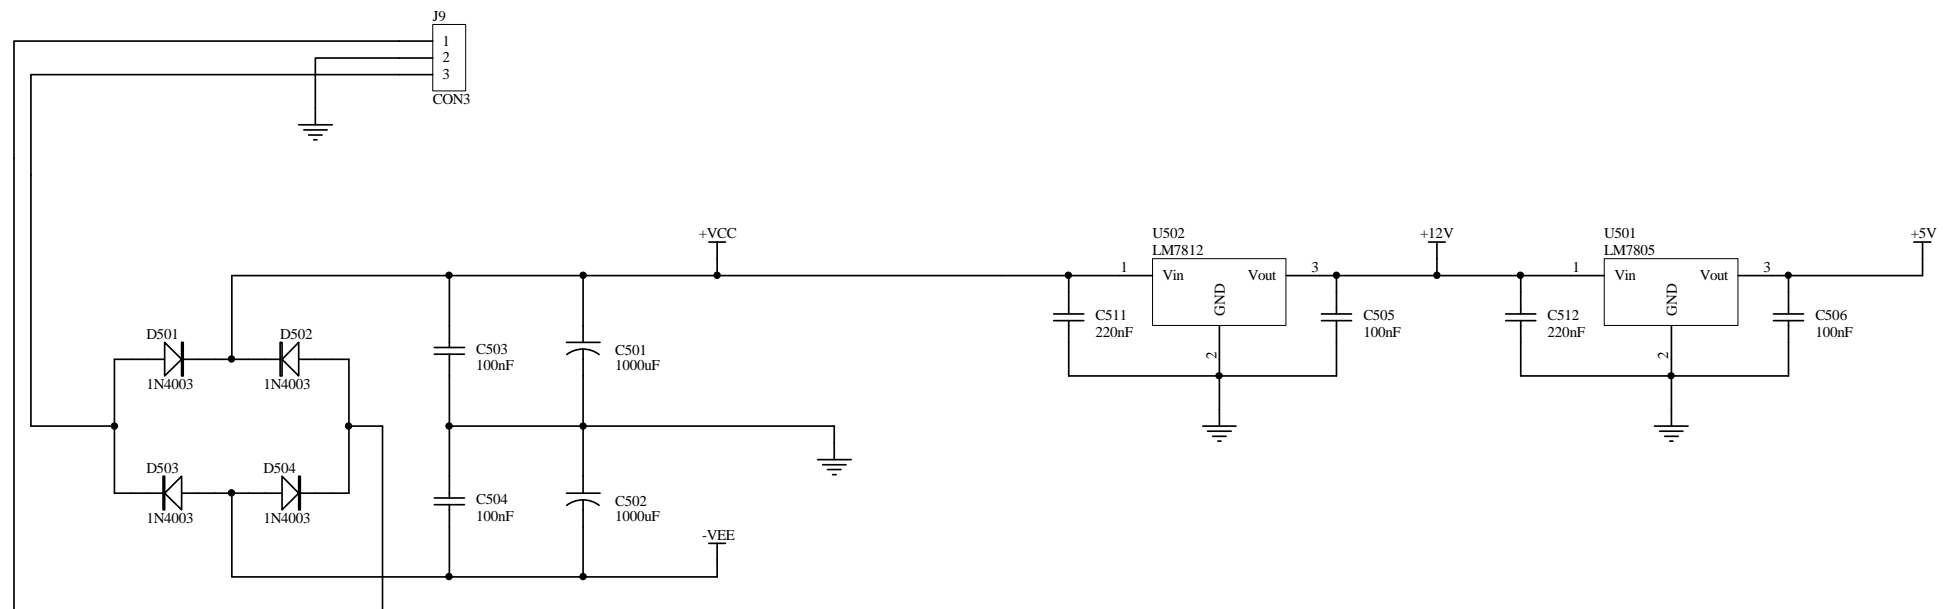 J9
1
2
3
CON3
+VCC
U502
LM7812
1
Vin
Vout
3
GND
2
+12V
U501
LM7805
1
Vin
Vout
3
GND
2
+5V
C511
220nF
C505
100nF
C512
220nF
C506
100nF
D501
1N4003
D502
1N4003
C503
100nF
C501
1000uF
D503
1N4003
D504
1N4003
C504
100nF
C502
1000uF
-VEE